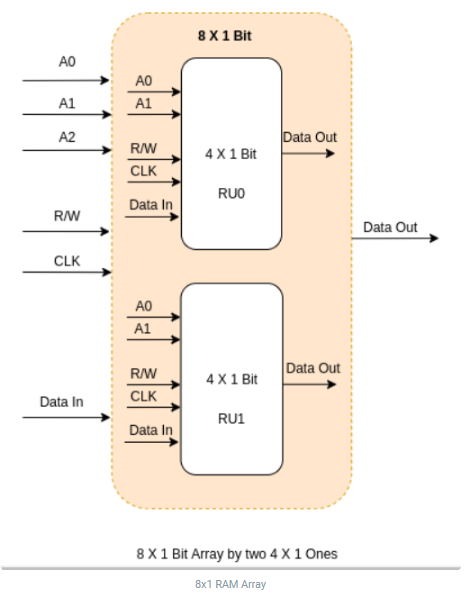 8 X 1 Bit
A0
A1
A2
R/W
CLK
Data In
A0
A1
R/W
CLK
Data In
4 X 1 Bit
RU0
Data Out
A0
A1
R/W
CLK
Data In
4 X 1 Bit
RU1
Data Out
Data Out
8 X 1 Bit Array by two 4 X 1 Ones
8x1 RAM Array